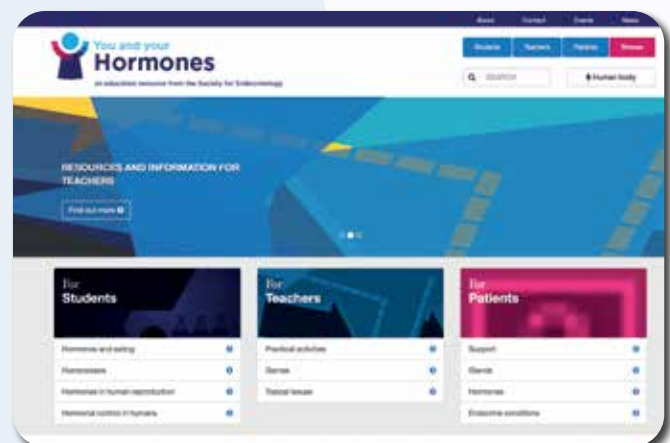 About Contact Events News
You and your
Hormones
an education resource from the Society for Endocrinology
Students Teachers Patients
SEARCH
Human body
RESOURCES AND INFORMATION FOR
TEACHERS
Find out more
For
Students
For
Teachers
For
Patients
Hormones and eating
Practical activities
Support
Homeostasis
Games
Glands
Hormones in human reproduction
Topical issues
Hormones
Hormonal control in humans
Endocrine conditions